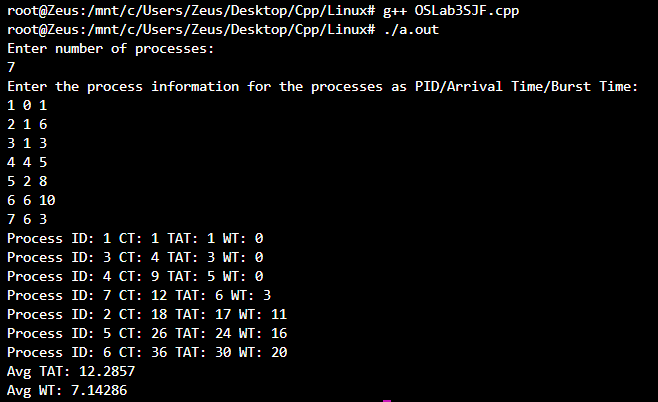 root@Zeus:/mnt/c/Users/Zeus/Desktop/Cpp/Linux# g++ OSLab3SJF.cpp
root@Zeus:/mnt/c/Users/Zeus/Desktop/Cpp/Linux# ./a.out
Enter number of processes:
7
Enter the process information for the processes as PID/Arrival Time/Burst Time:
1 0 1
2 1 6
3 1 3
4 4 5
5 2 8
6 6 10
7 6 3
Process ID: 1 CT: 1 TAT: 1 WT: 0
Process ID: 3 CT: 4 TAT: 3 WT: 0
Process ID: 4 CT: 9 TAT: 5 WT: 0
Process ID: 7 CT: 12 TAT: 6 WT: 3
Process ID: 2 CT: 18 TAT: 17 WT: 11
Process ID: 5 CT: 26 TAT: 24 WT: 16
Process ID: 6 CT: 36 TAT: 30 WT: 20
Avg TAT: 12.2857
Avg WT: 7.14286